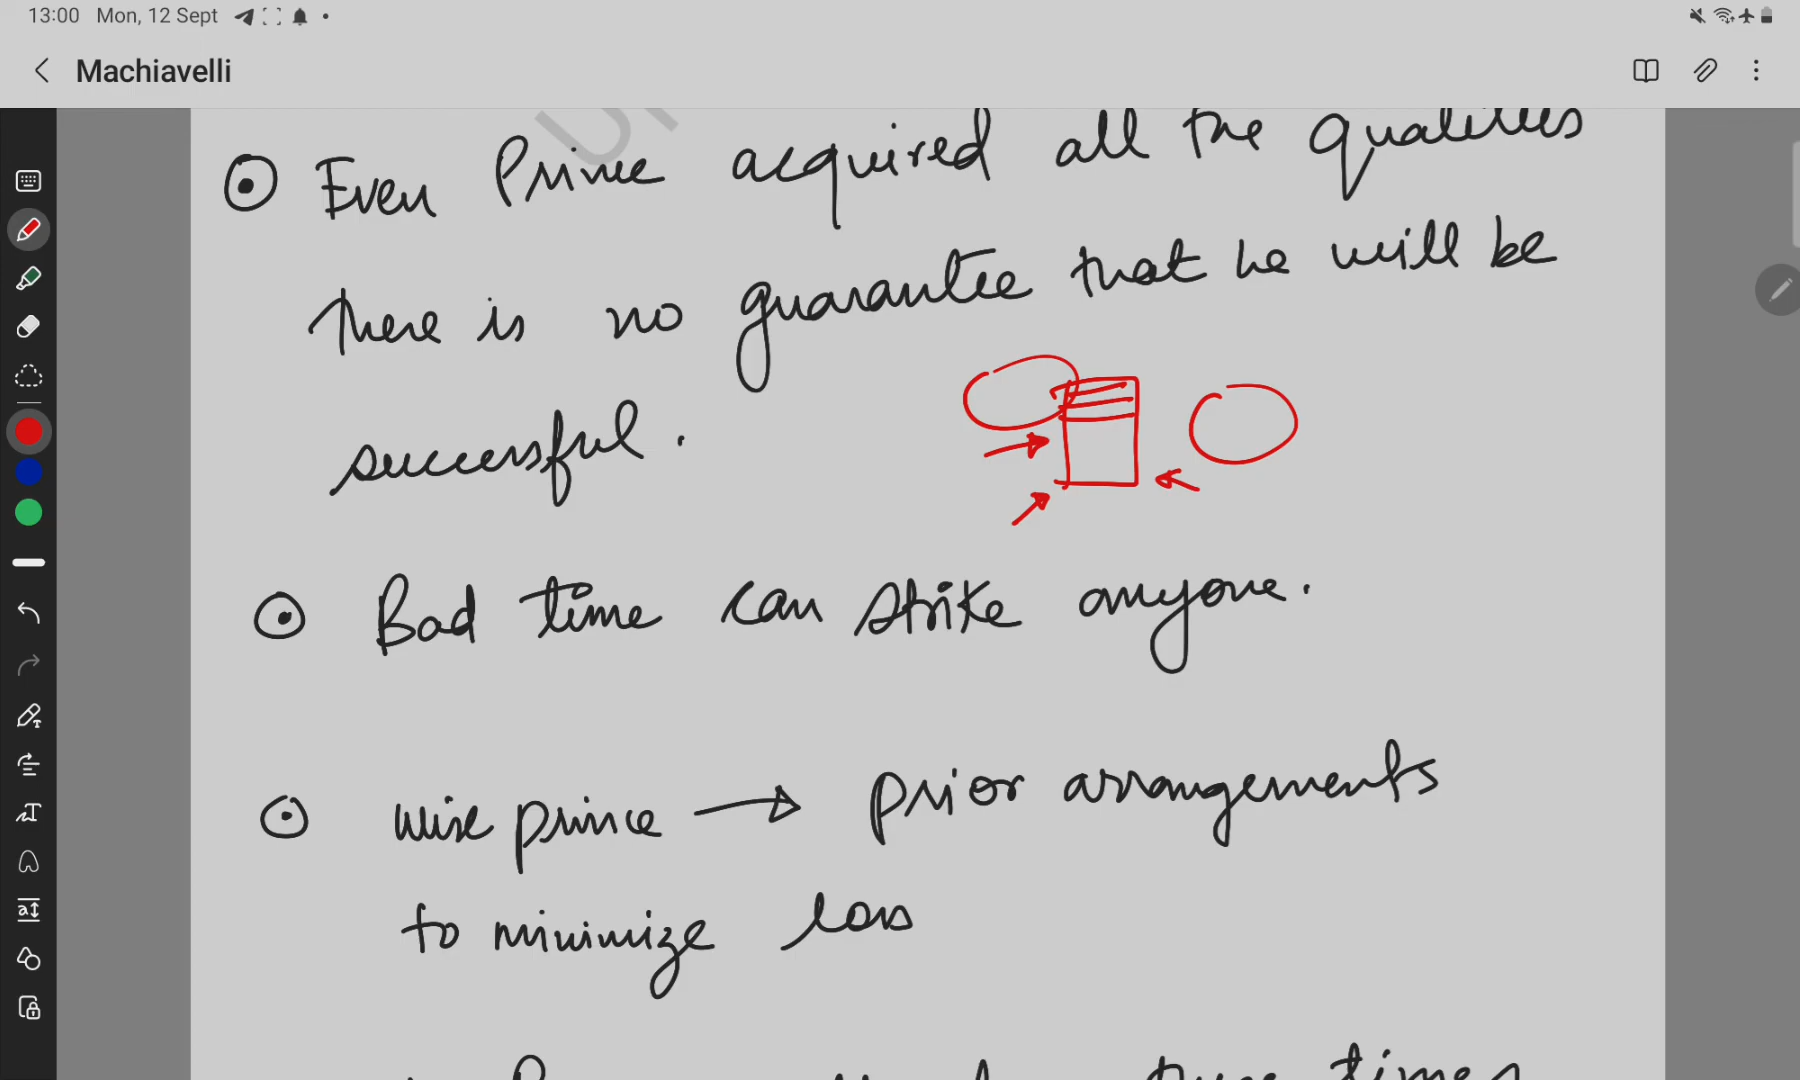 13:00 Mon, 12 Sept
Machiavelli
Even Prince acquired all the qualities
there is no guarantee that he will be
successful.
Bad time can strike anyone.
wise prince → prior arrangements
to minimize loss
times